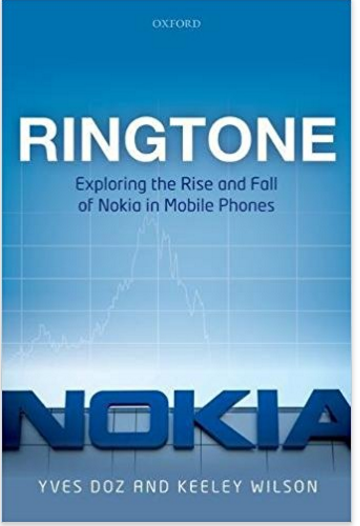 OXFORD
RINGTONE
Exploring the Rise and Fall
of Nokia in Mobile Phones
NOKIA
YVES DOZ AND KEELEY WILSON